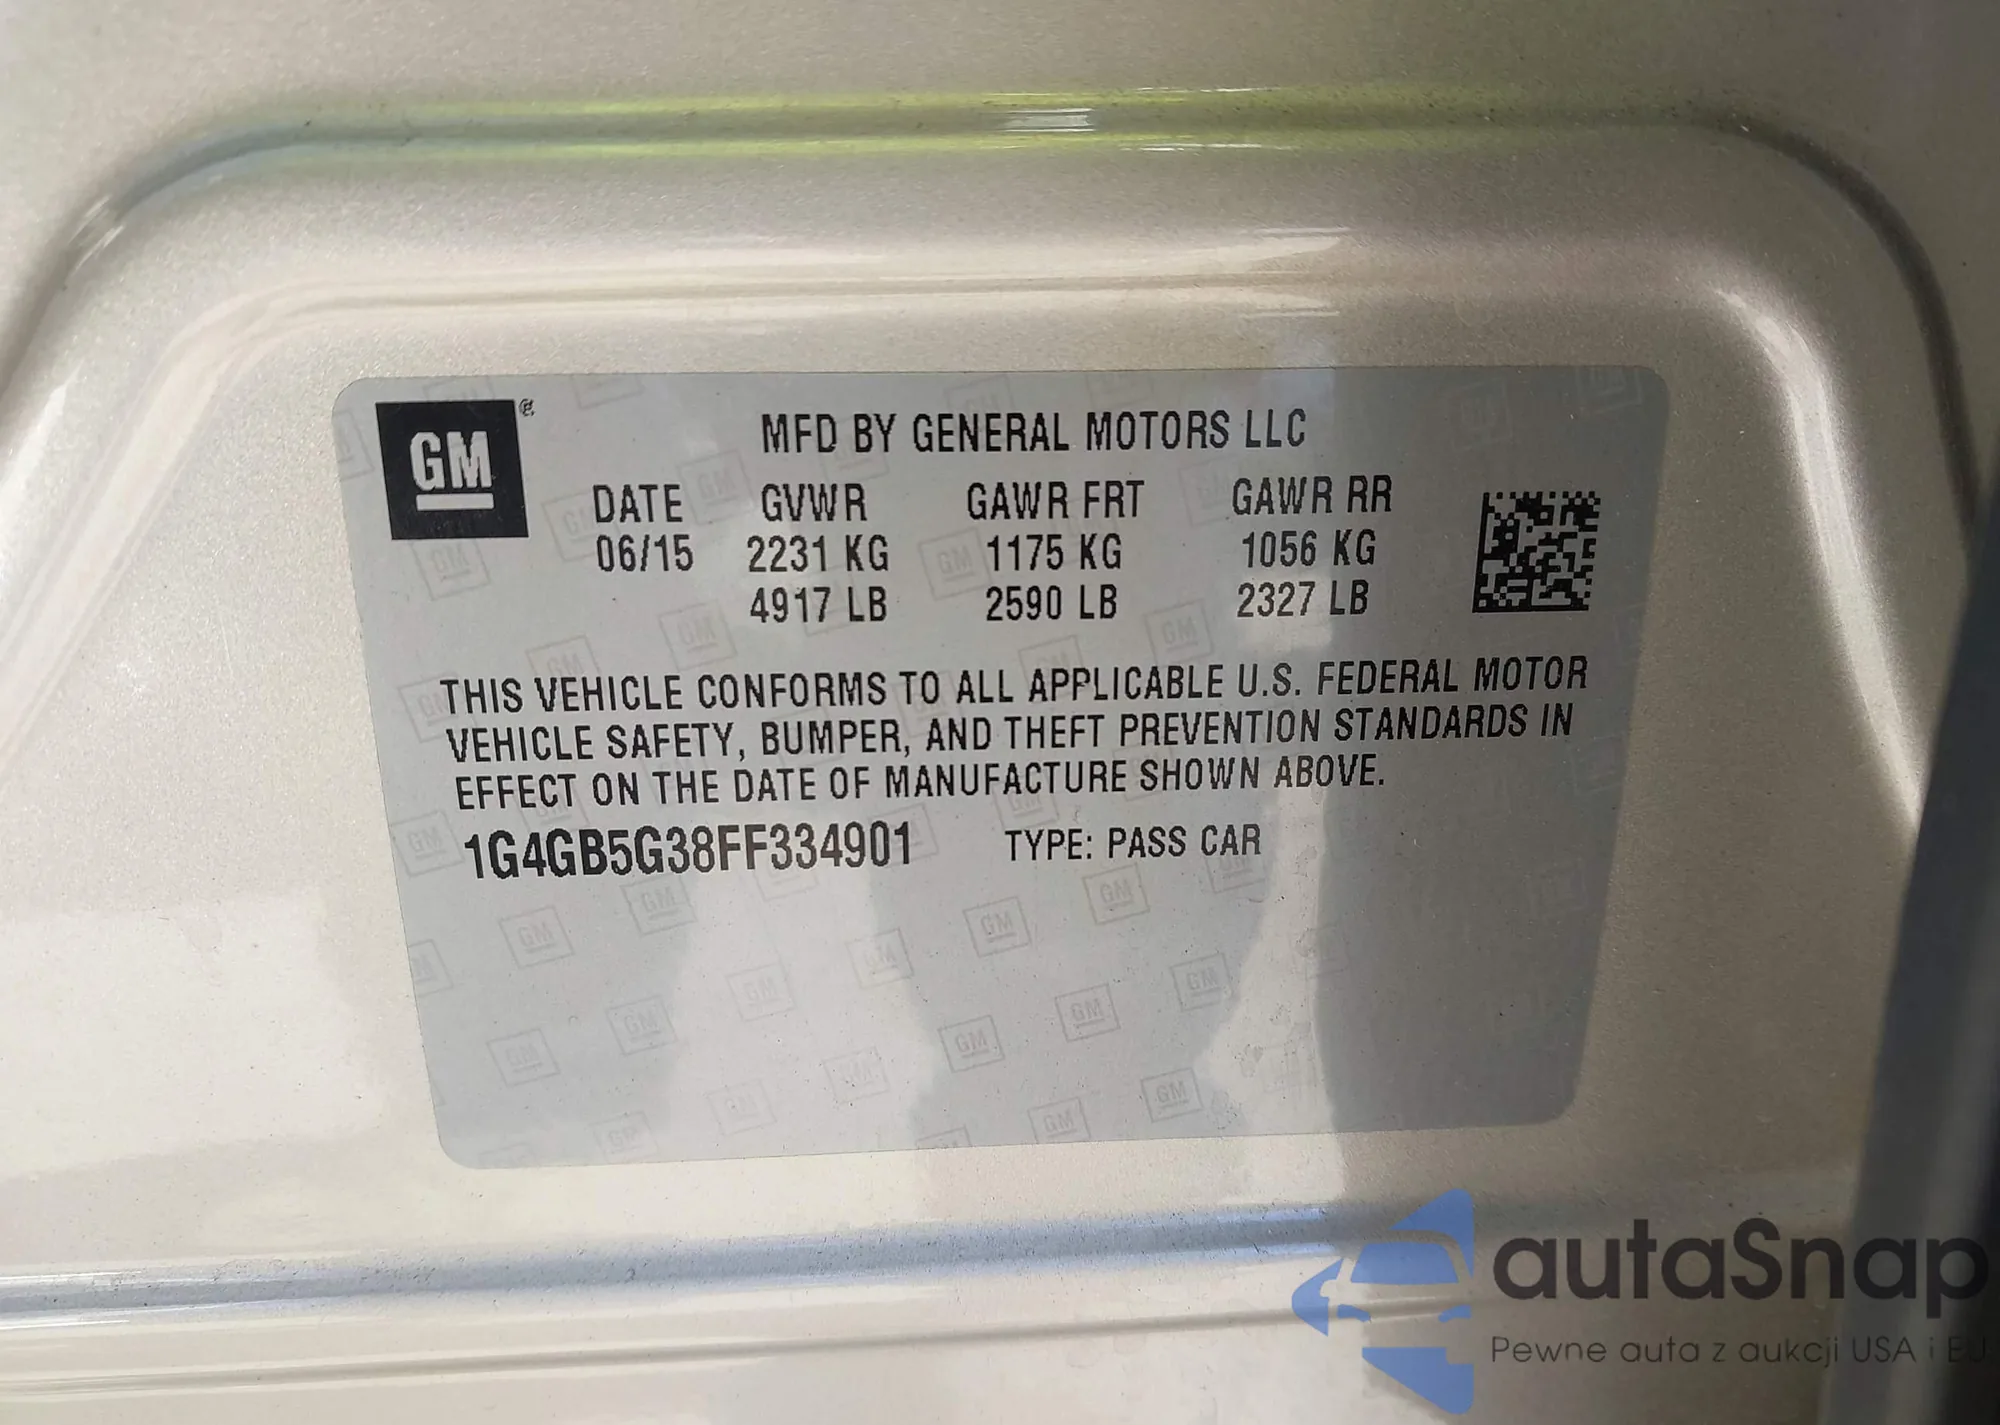 GM
MFD BY GENERAL MOTORS LLC
DATE GVWR GAWR FRT GAWR RR
06/15 2231 KG 1175 KG 1056 KG
4917 LB 2590 LB 2327 LB
THIS VEHICLE CONFORMS TO ALL APPLICABLE U.S. FEDERAL MOTOR
VEHICLE SAFETY, BUMPER, AND THEFT PREVENTION STANDARDS IN
EFFECT ON THE DATE OF MANUFACTURE SHOWN ABOVE.
1G4GB5G38FF334901 TYPE: PASS CAR
autaSnap
Pewne auta z aukcji USA i EU